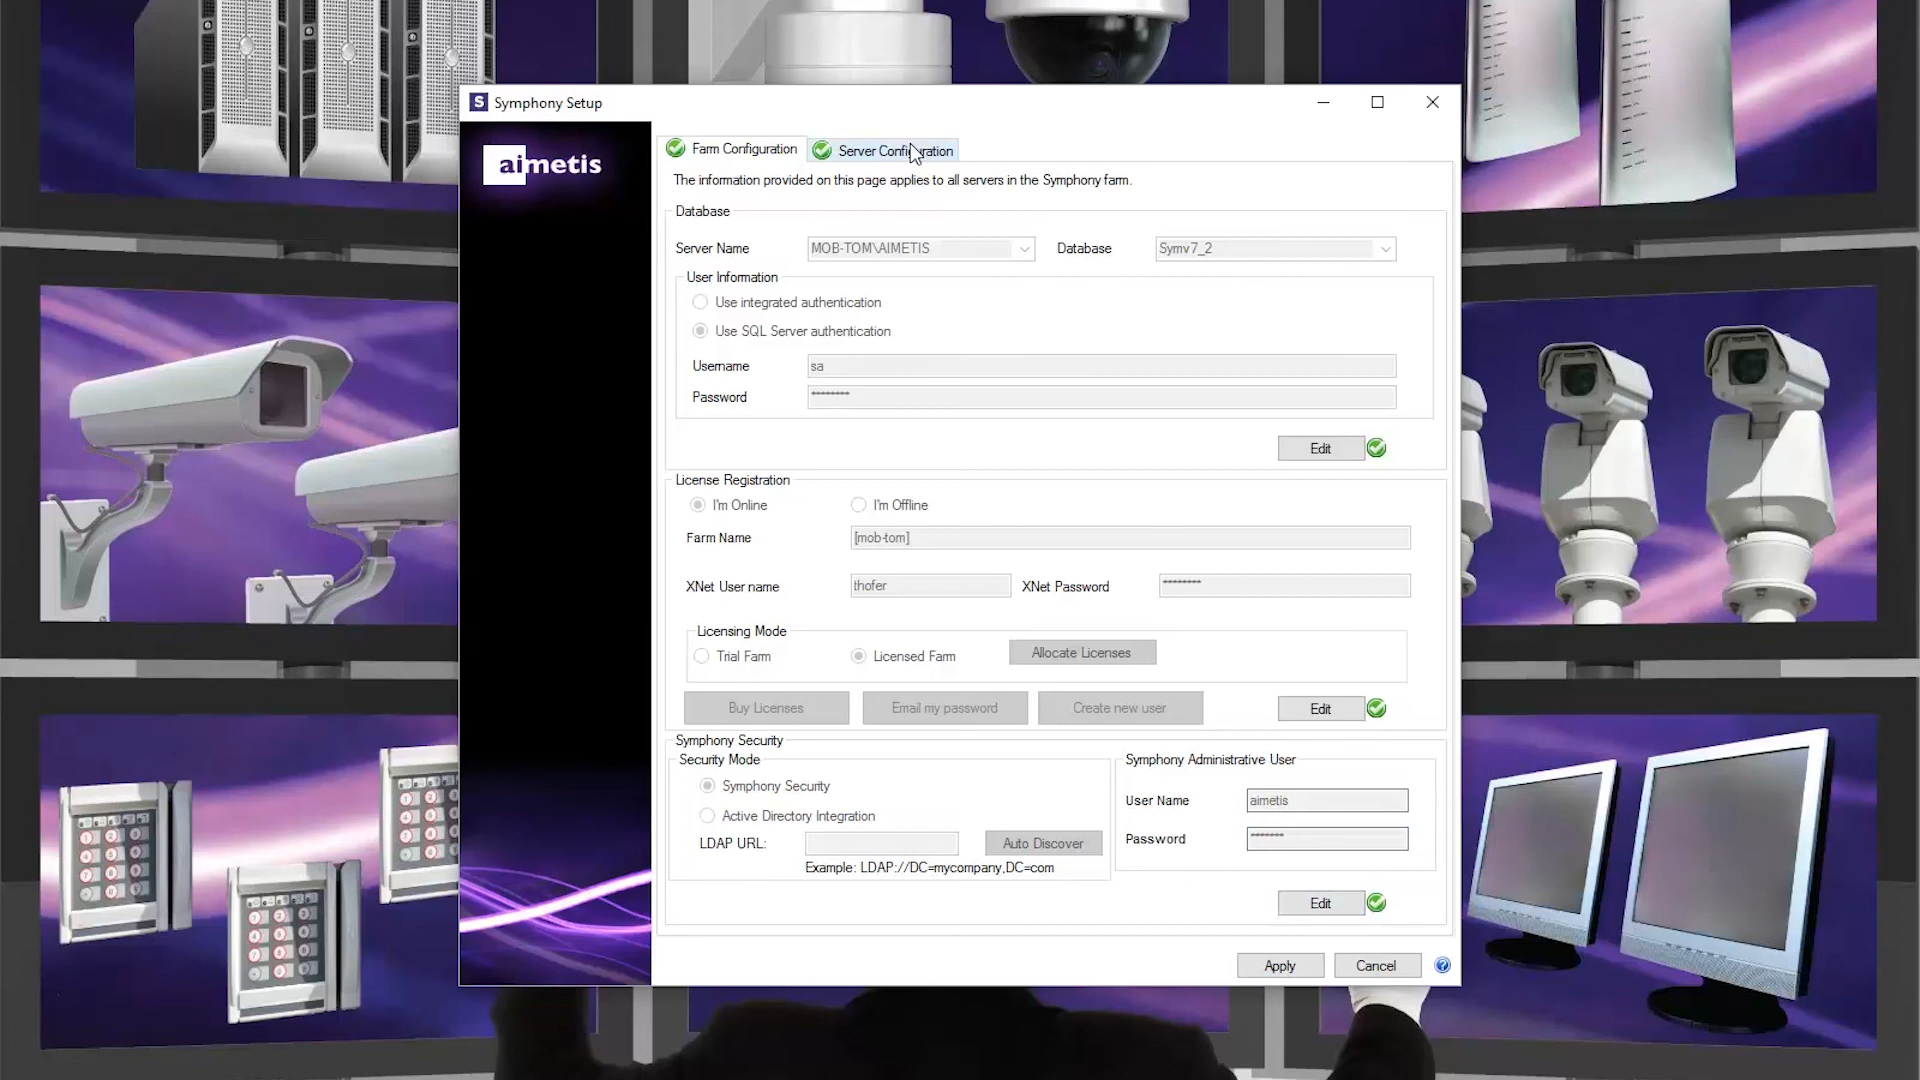 Symphony Setup
aimetis
Farm Configuration
Server Configuration
The information provided on this page applies to all servers in the Symphony farm.
Database
Server Name
MOB-TOM\AIMETIS
Database
Symv7_2
User Information
Use integrated authentication
Use SQL Server authentication
Username
sa
Password
********
Edit
License Registration
I'm Online
I'm Offline
Farm Name
[mob-tom]
XNet User name
thofer
XNet Password
********
Licensing Mode
Trial Farm
Licensed Farm
Allocate Licenses
Buy Licenses
Email my password
Create new user
Edit
Symphony Security
Security Mode
Symphony Security
Active Directory Integration
LDAP URL:
Auto Discover
Example: LDAP://DC=mycompany,DC=com
Symphony Administrative User
User Name
aimetis
Password
*******
Edit
Apply
Cancel